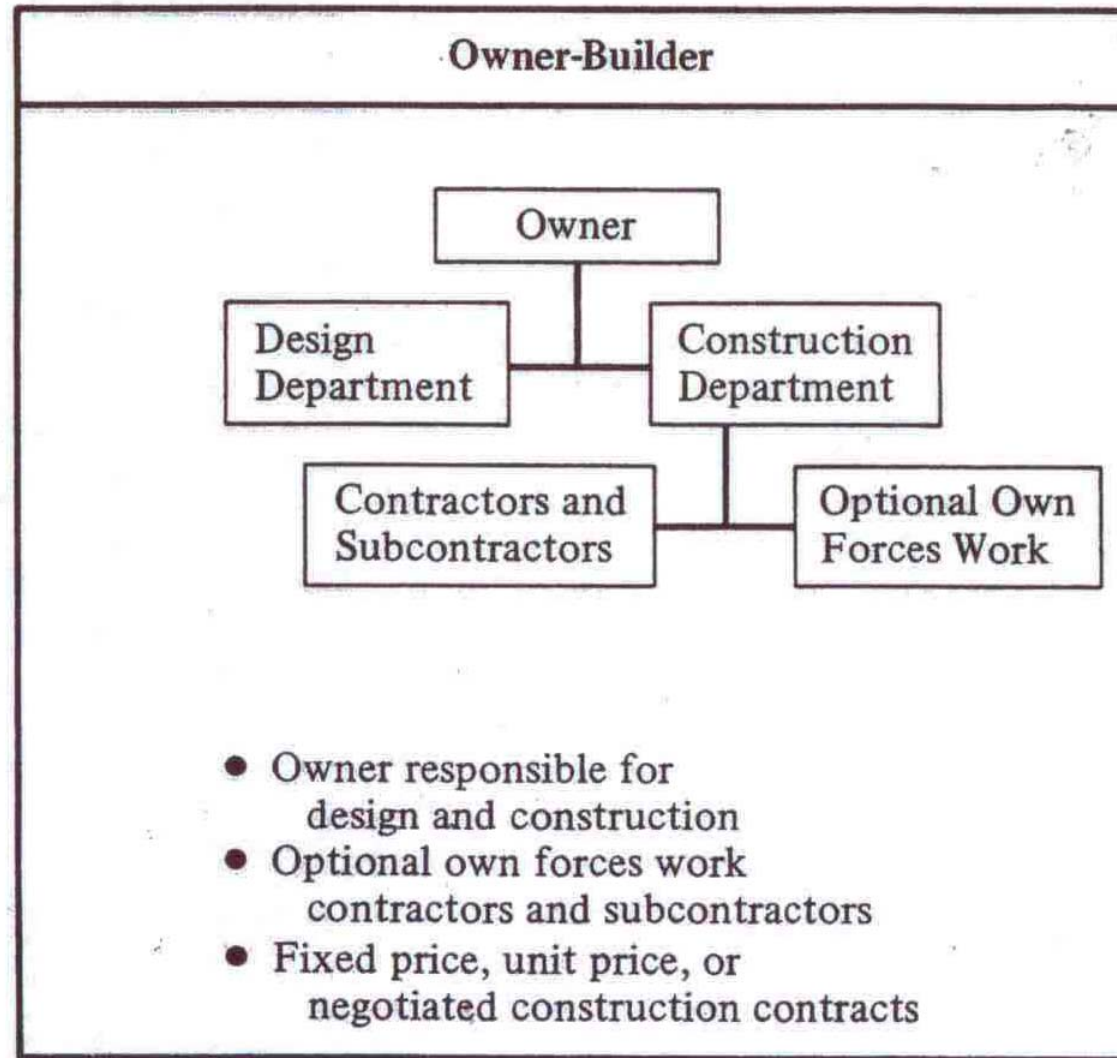 Owner-Builder
Owner
Design
Department
Construction
Department
Contractors and
Subcontractors
Optional Own
Forces Work
● Owner responsible for
design and construction
● Optional own forces work
contractors and subcontractors
● Fixed price, unit price, or
negotiated construction contracts